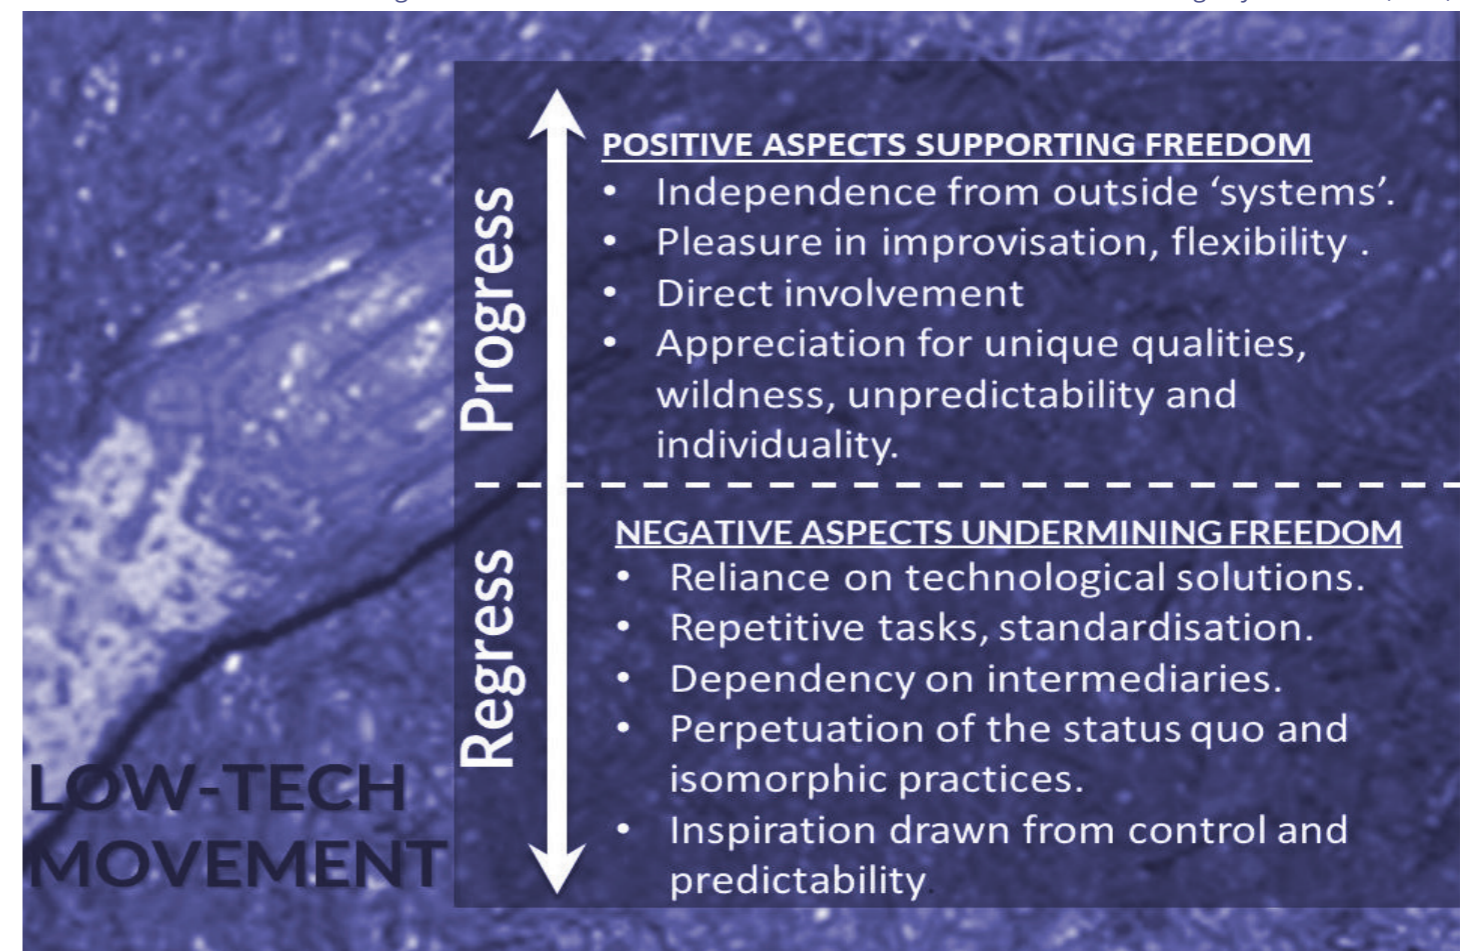 POSITIVE ASPECTS SUPPORTING FREEDOM
• Independence from outside ‘systems’.
• Pleasure in improvisation, flexibility .
• Direct involvement
• Appreciation for unique qualities,
wildness, unpredictability and
individuality.
Progress
NEGATIVE ASPECTS UNDERMINING FREEDOM
• Reliance on technological solutions.
• Repetitive tasks, standardisation.
• Dependency on intermediaries.
• Perpetuation of the status quo and
isomorphic practices.
• Inspiration drawn from control and
predictability.
Regress
LOW-TECH
MOVEMENT